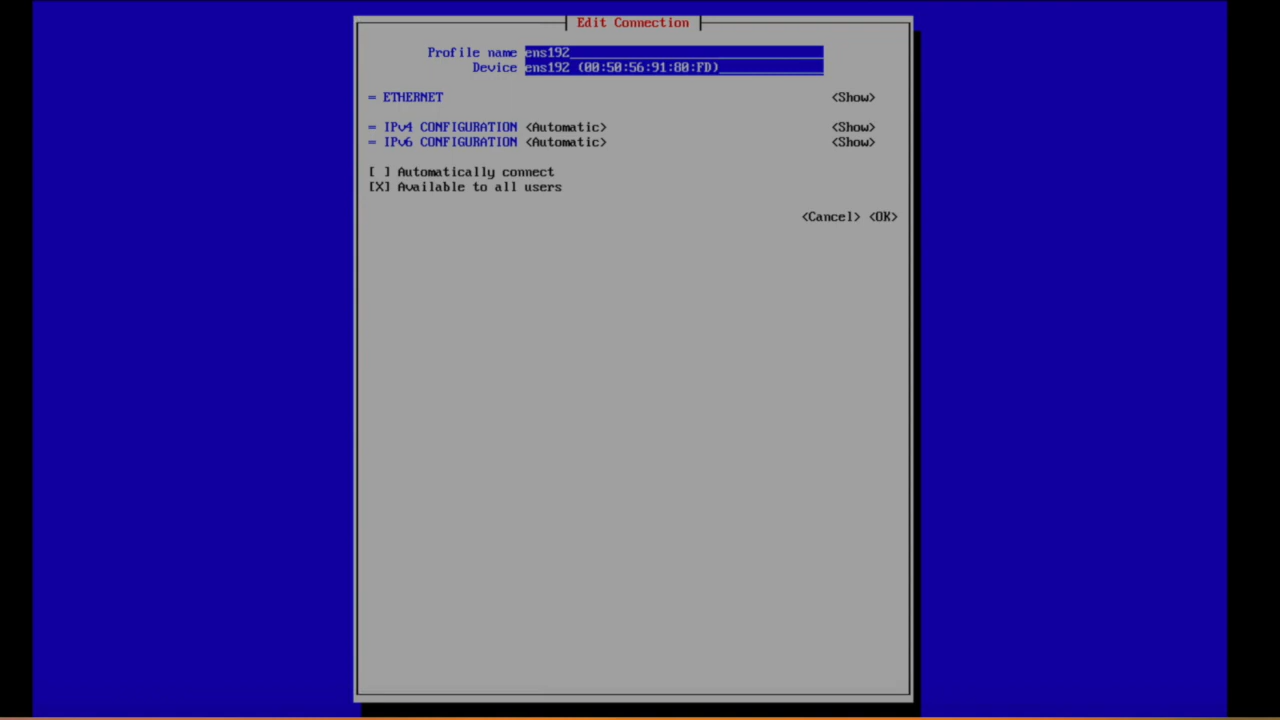 Edit Connection
Profile name ens192
Device ens192 (00:50:56:91:80:FD)
= ETHERNET <Show>
= IPv4 CONFIGURATION <Automatic> <Show>
= IPv6 CONFIGURATION <Automatic> <Show>
[ ] Automatically connect
[X] Available to all users
<Cancel> <OK>